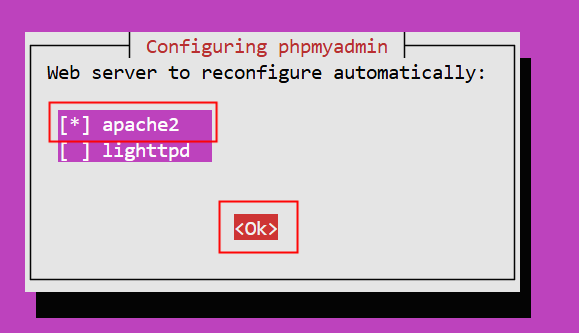 Configuring phpmyadmin
Web server to reconfigure automatically:
[*] apache2
[ ] lighttpd
<Ok>